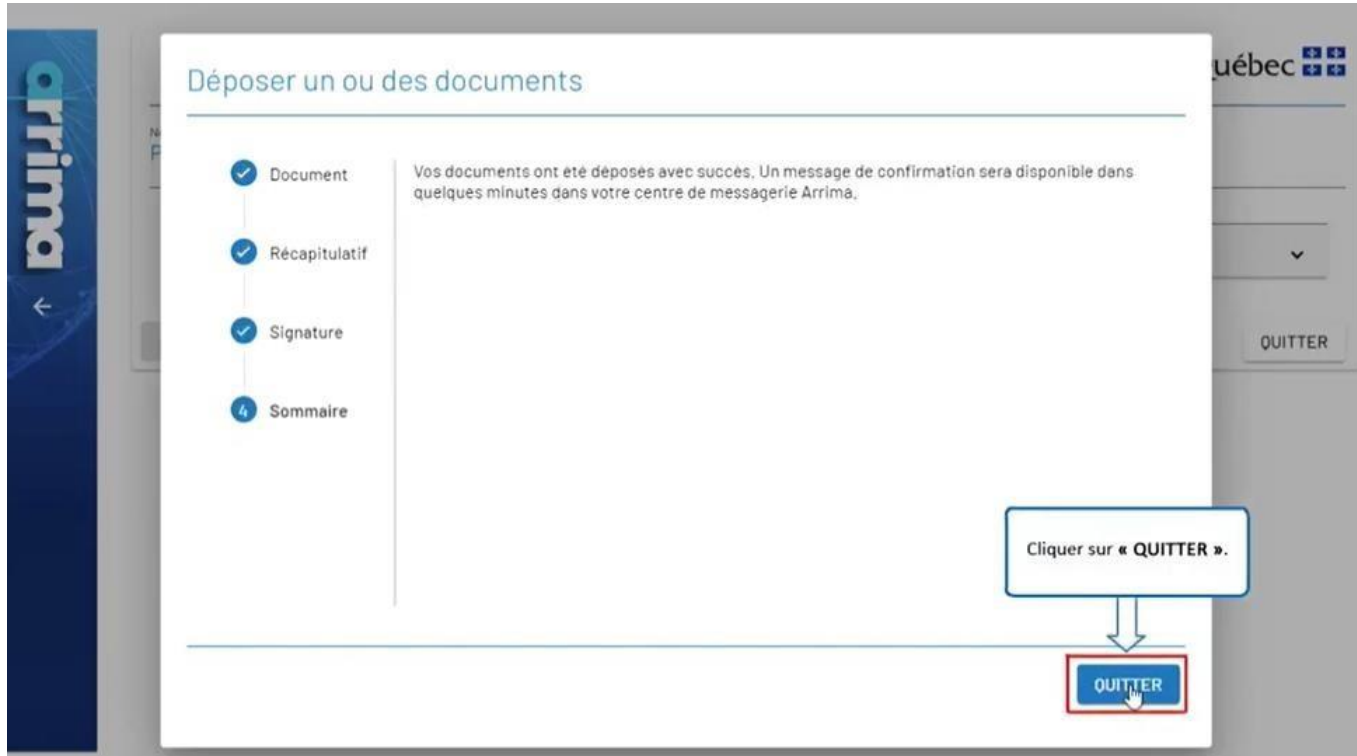 arrima
uébec
Déposer un ou des documents
Document
Vos documents ont été déposés avec succès. Un message de confirmation sera disponible dans
quelques minutes dans votre centre de messagerie Arrima.
Récapitulatif
Signature
QUITTER
4 Sommaire
Cliquer sur « QUITTER ».
QUITTER